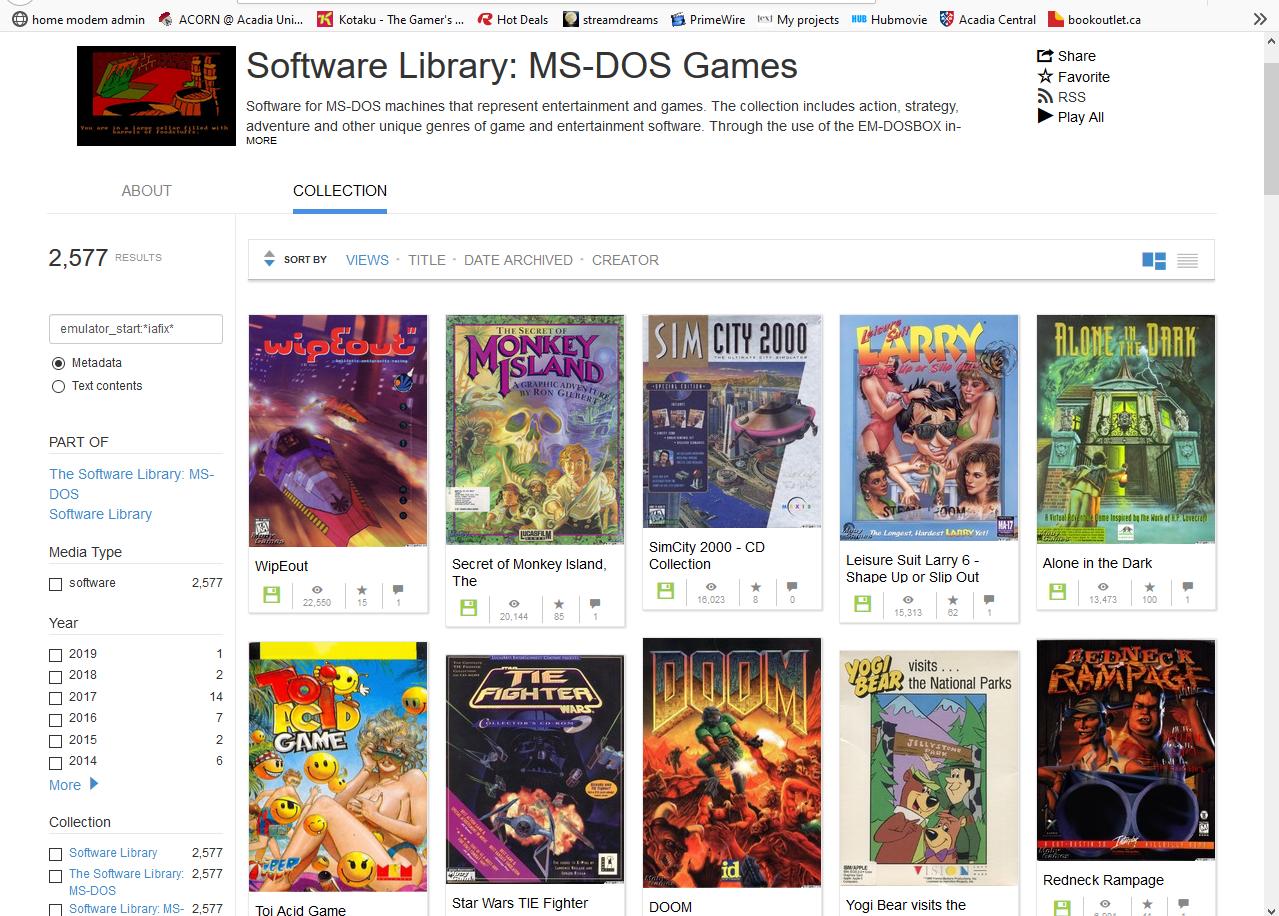 home modem admin ACORN @ Acadia Uni... Kotaku - The Gamer's ... Hot Deals streamdreams PrimeWire text My projects HUB Hubmovie Acadia Central bookoutlet.ca
Software Library: MS-DOS Games
Software for MS-DOS machines that represent entertainment and games. The collection includes action, strategy,
adventure and other unique genres of game and entertainment software. Through the use of the EM-DOSBOX in-
MORE
You are in a large cellar filled with
barrels of foodstuffs.
Share
Favorite
RSS
Play All
ABOUT COLLECTION
2,577 RESULTS
SORT BY VIEWS · TITLE · DATE ARCHIVED · CREATOR
emulator_start:*iafix*
Metadata
Text contents
PART OF
The Software Library: MS-
DOS
Software Library
Media Type
software 2,577
Year
2019 1
2018 2
2017 14
2016 7
2015 2
2014 6
More
Collection
Software Library 2,577
The Software Library: 2,577
MS-DOS
Software Library: MS- 2,577
wipEout"
WipEout
22,550 15 1
THE SECRET OF
MONKEY
ISLAND
A GRAPHIC ADVENTURE
BY RON GILBERT
LUCASFILM
Secret of Monkey Island,
The
20,144 85 1
SIM CITY 2000
THE ULTIMATE CITY SIMULATOR
SPECIAL EDITION
MAXIS
SimCity 2000 - CD
Collection
16,023 8 0
Leisure Suit
LARRY
Shape Up or Slip Out!
The Longest, Hardest LARRY Yet!
MA-17
Leisure Suit Larry 6 -
Shape Up or Slip Out
15,313 62 1
ALONE IN THE DARK
A Virtual Adventure Game Inspired by the Work of H.P. Lovecraft
Alone in the Dark
13,473 100 1
TOI
ACID
GAME
Toi Acid Game
STAR
TIE
FIGHTER
WARS
COLLECTOR'S CD-ROM
Star Wars TIE Fighter
DOOM
id
DOOM
YOGI
BEAR
visits . . .
the National Parks
JELLYSTONE
PARK
VISION
Yogi Bear visits the
REDNECK
RAMPAGE
Interplay
Redneck Rampage